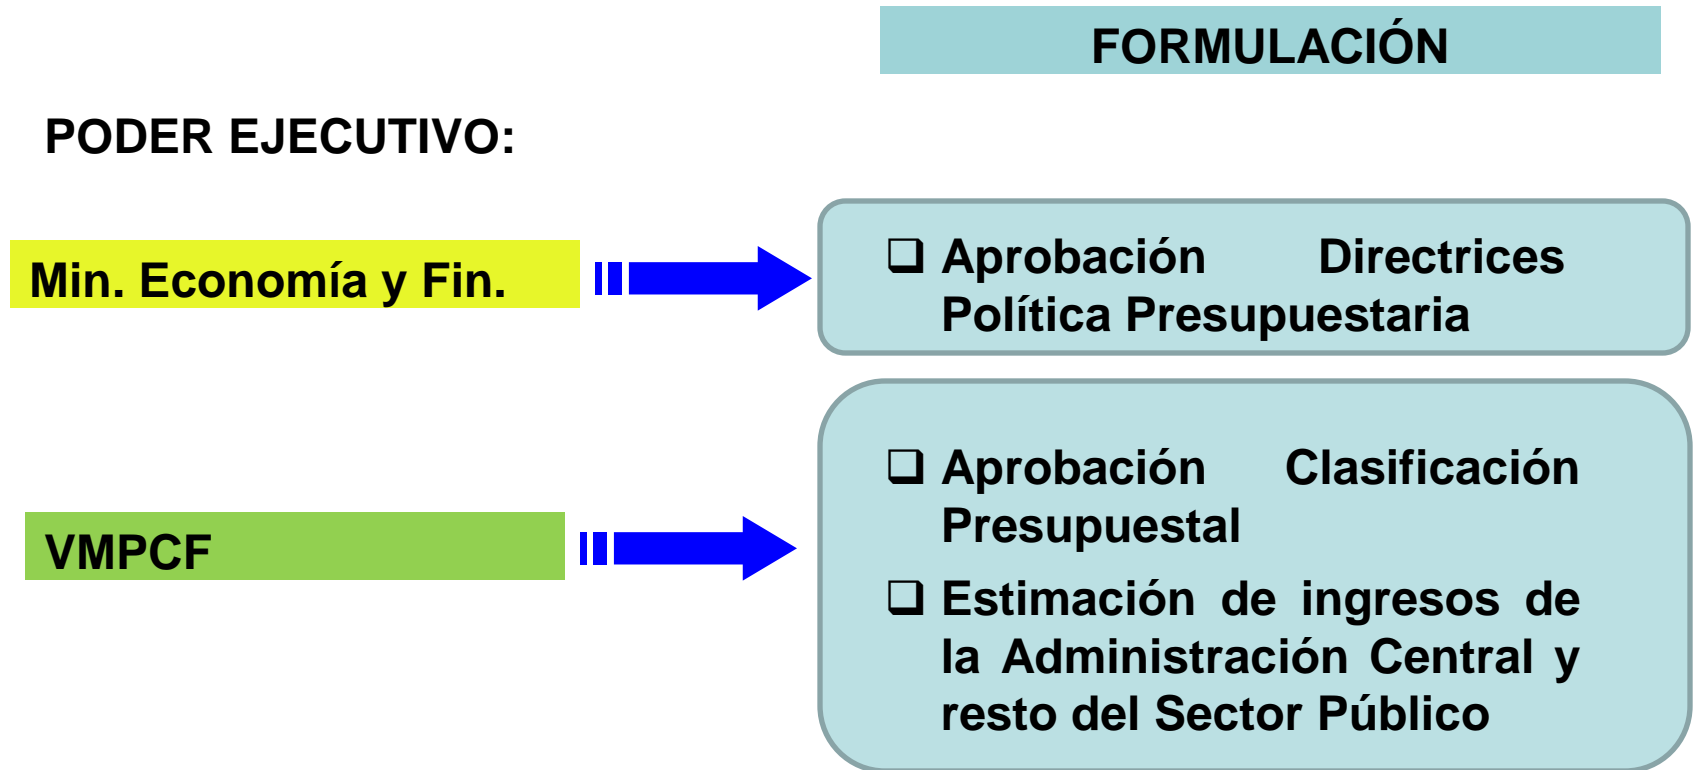 FORMULACIÓN
PODER EJECUTIVO:
Min. Economía y Fin.
Aprobación Directrices
Política Presupuestaria
VMPCF
Aprobación Clasificación
Presupuestal
Estimación de ingresos de
la Administración Central y
resto del Sector Público